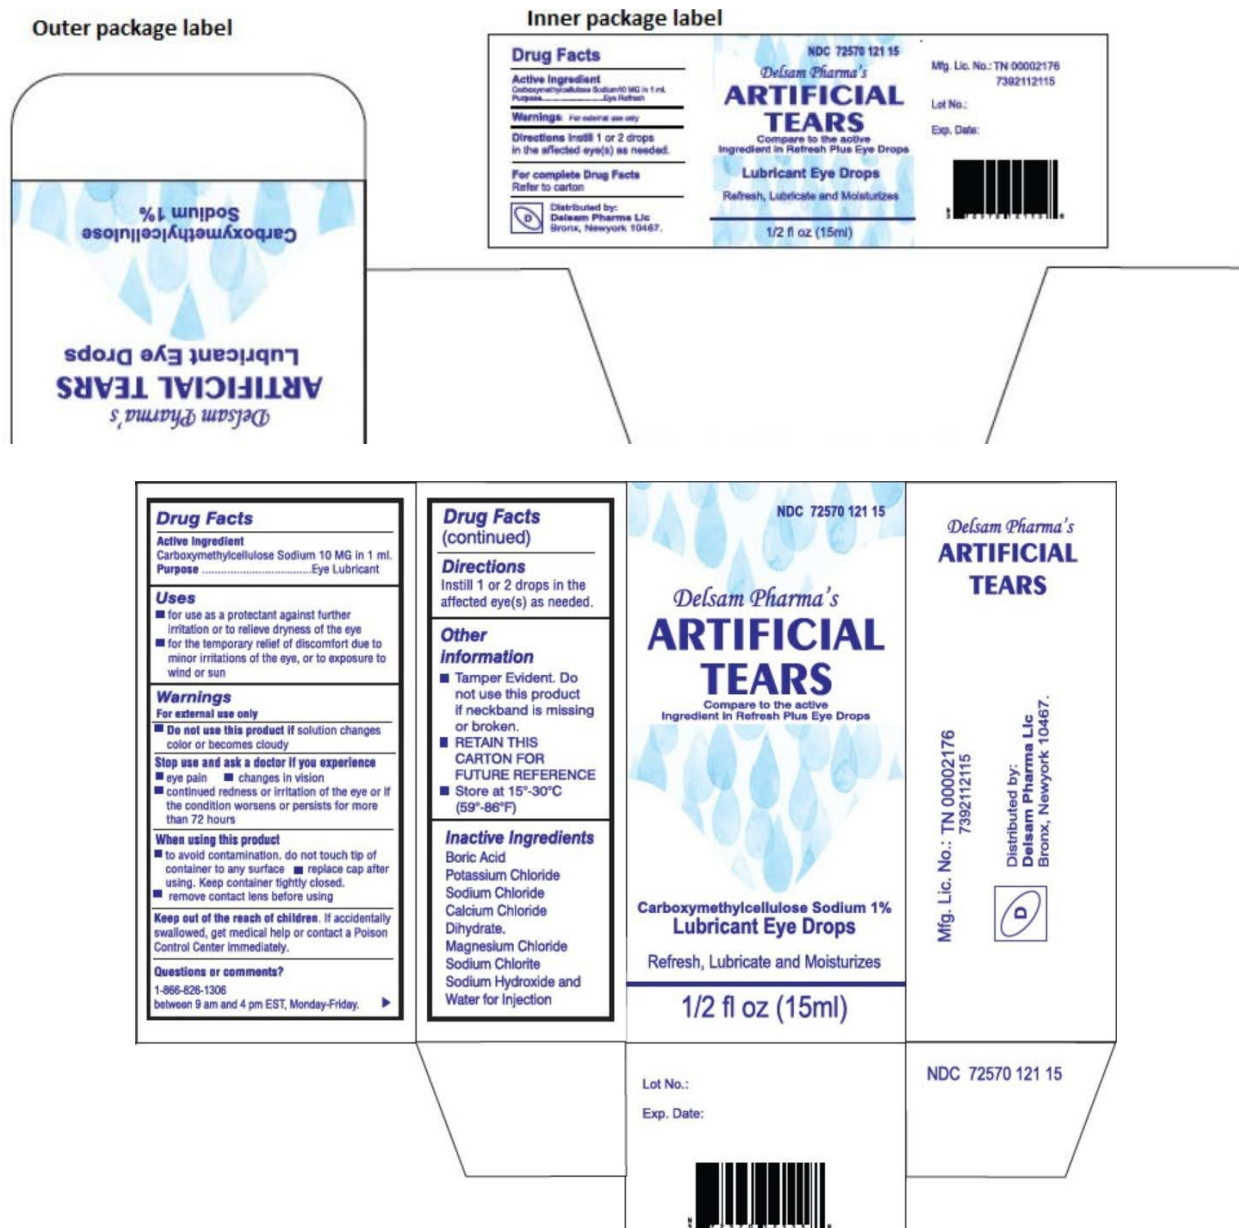 Outer package label
Inner package label
Drug Facts
Active Ingredient
Carboxymethylcellulose Sodium10 MG in 1 ml.
Purpose............................Eye Refresh
Warnings: For external use only
Directions Instill 1 or 2 drops
in the affected eye(s) as needed.
For complete Drug Facts
Refer to carton
D
Distributed by:
Delsam Pharma Llc
Bronx, Newyork 10467.
NDC 72570 121 15
Delsam Pharma's
ARTIFICIAL
TEARS
Compare to the active
Ingredient in Refresh Plus Eye Drops
Lubricant Eye Drops
Refresh, Lubricate and Moisturizes
1/2 fl oz (15ml)
Mfg. Lic. No.: TN 00002176
7392112115
Lot No.:
Exp. Date:
Delsam Pharma's
ARTIFICIAL TEARS
Lubricant Eye Drops
Carboxymethylcellulose
Sodium 1%
Drug Facts
Active Ingredient
Carboxymethylcellulose Sodium 10 MG in 1 ml.
Purpose ....................................Eye Lubricant
Uses
■ for use as a protectant against further
irritation or to relieve dryness of the eye
■ for the temporary relief of discomfort due to
minor irritations of the eye, or to exposure to
wind or sun
Warnings
For external use only
■ Do not use this product if solution changes
color or becomes cloudy
Stop use and ask a doctor if you experience
■ eye pain ■ changes in vision
■ continued redness or irritation of the eye or if
the condition worsens or persists for more
than 72 hours
When using this product
■ to avoid contamination. do not touch tip of
container to any surface ■ replace cap after
using. Keep container tightly closed.
■ remove contact lens before using
Keep out of the reach of children. If accidentally
swallowed, get medical help or contact a Poison
Control Center immediately.
Questions or comments?
1-866-826-1306
between 9 am and 4 pm EST, Monday-Friday.
Drug Facts
(continued)
Directions
Instill 1 or 2 drops in the
affected eye(s) as needed.
Other
information
■ Tamper Evident. Do
not use this product
if neckband is missing
or broken.
■ RETAIN THIS
CARTON FOR
FUTURE REFERENCE
■ Store at 15°-30°C
(59°-86°F)
Inactive Ingredients
Boric Acid
Potassium Chloride
Sodium Chloride
Calcium Chloride
Dihydrate.
Magnesium Chloride
Sodium Chlorite
Sodium Hydroxide and
Water for Injection
NDC 72570 121 15
Delsam Pharma's
ARTIFICIAL
TEARS
Compare to the active
Ingredient in Refresh Plus Eye Drops
Carboxymethylcellulose Sodium 1%
Lubricant Eye Drops
Refresh, Lubricate and Moisturizes
1/2 fl oz (15ml)
Delsam Pharma's
ARTIFICIAL
TEARS
Mfg. Lic. No.: TN 00002176
7392112115
D
Distributed by:
Delsam Pharma Llc
Bronx, Newyork 10467.
Lot No.:
Exp. Date:
NDC 72570 121 15